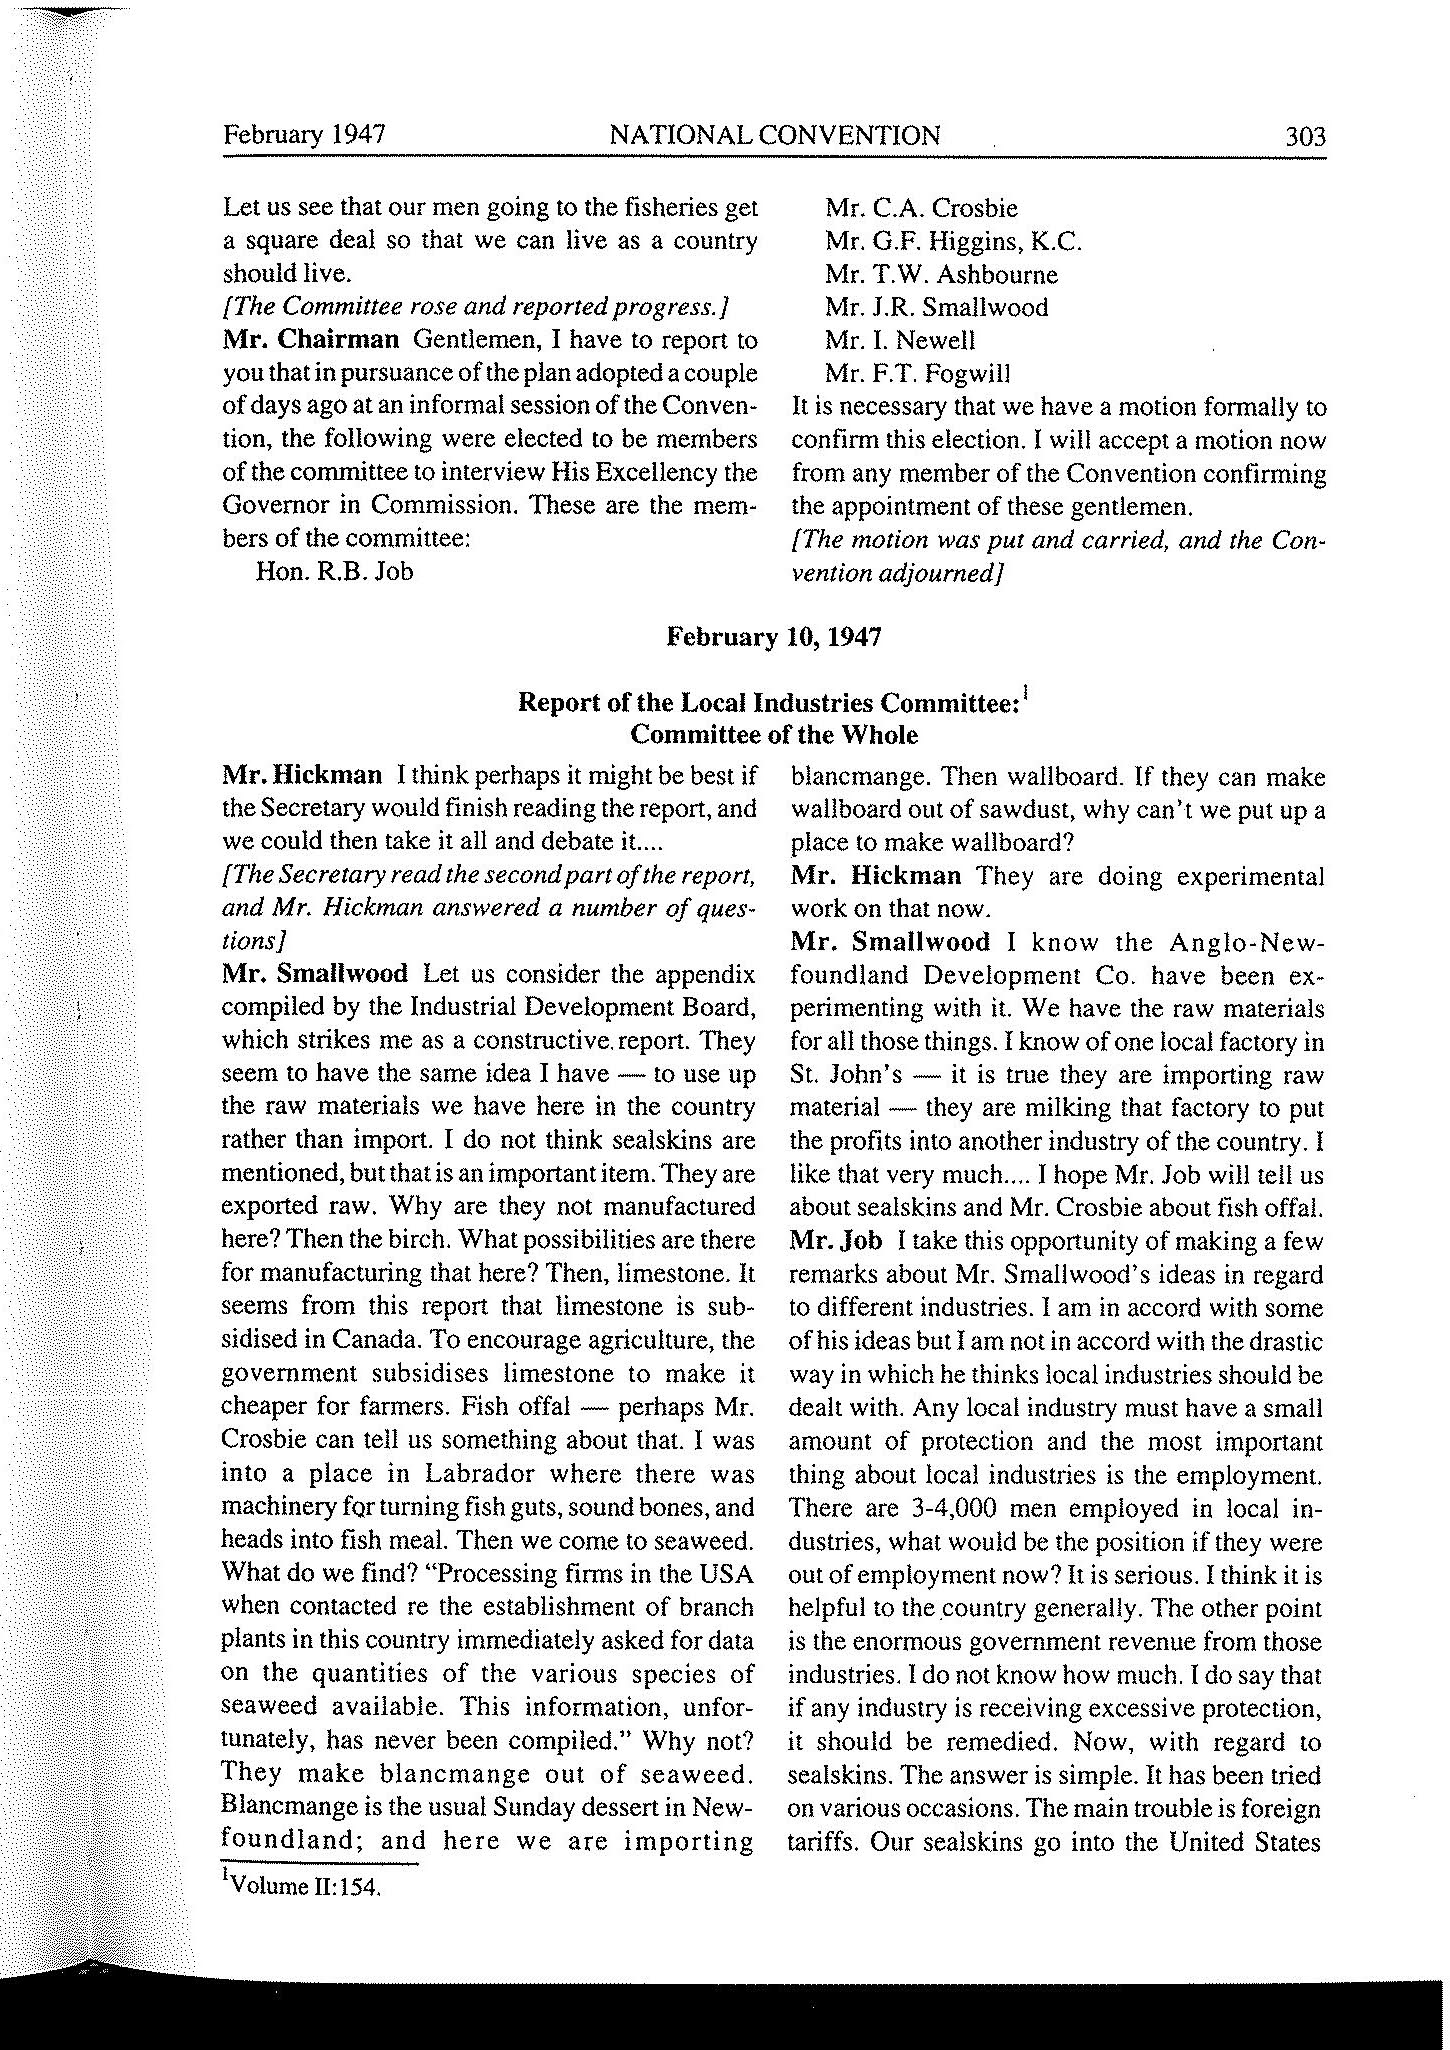 February 1947 NATIONAL CONVENTION 303
Let us see that our men going to the fisheries get
a square deal so that we can live as a country
should live.
[The Committee rose and reported progress.]
Mr. Chairman Gentlemen, I have to report to
you that in pursuance of the plan adopted a couple
of days ago at an informal session of the Conven-
tion, the following were elected to be members
of the committee to interview His Excellency the
Governor in Commission. These are the mem-
bers of the committee:
Hon. R.B. Job
Mr. C.A. Crosbie
Mr. G.F. Higgins, K.C.
Mr. T.W. Ashbourne
Mr. J.R. Smallwood
Mr. I. Newell
Mr. F.T. Fogwill
It is necessary that we have a motion formally to
confirm this election. I will accept a motion now
from any member of the Convention confirming
the appointment of these gentlemen.
[The motion was put and carried, and the Con-
vention adjourned]
February 10, 1947
Report of the Local Industries Committee:¹
Committee of the Whole
Mr. Hickman I think perhaps it might be best if
the Secretary would finish reading the report, and
we could then take it all and debate it....
[The Secretary read the second part of the report,
and Mr. Hickman answered a number of ques-
tions]
Mr. Smallwood Let us consider the appendix
compiled by the Industrial Development Board,
which strikes me as a constructive report. They
seem to have the same idea I have — to use up
the raw materials we have here in the country
rather than import. I do not think sealskins are
mentioned, but that is an important item. They are
exported raw. Why are they not manufactured
here? Then the birch. What possibilities are there
for manufacturing that here? Then, limestone. It
seems from this report that limestone is sub-
sidised in Canada. To encourage agriculture, the
government subsidises limestone to make it
cheaper for farmers. Fish offal — perhaps Mr.
Crosbie can tell us something about that. I was
into a place in Labrador where there was
machinery for turning fish guts, sound bones, and
heads into fish meal. Then we come to seaweed.
What do we find? "Processing firms in the USA
when contacted re the establishment of branch
plants in this country immediately asked for data
on the quantities of the various species of
seaweed available. This information, unfor-
tunately, has never been compiled." Why not?
They make blancmange out of seaweed.
Blancmange is the usual Sunday dessert in New-
foundland; and here we are importing
blancmange. Then wallboard. If they can make
wallboard out of sawdust, why can't we put up a
place to make wallboard?
Mr. Hickman They are doing experimental
work on that now.
Mr. Smallwood I know the Anglo-New-
foundland Development Co. have been ex-
perimenting with it. We have the raw materials
for all those things. I know of one local factory in
St. John's — it is true they are importing raw
material — they are milking that factory to put
the profits into another industry of the country. I
like that very much.... I hope Mr. Job will tell us
about sealskins and Mr. Crosbie about fish offal.
Mr. Job I take this opportunity of making a few
remarks about Mr. Smallwood's ideas in regard
to different industries. I am in accord with some
of his ideas but I am not in accord with the drastic
way in which he thinks local industries should be
dealt with. Any local industry must have a small
amount of protection and the most important
thing about local industries is the employment.
There are 3-4,000 men employed in local in-
dustries, what would be the position if they were
out of employment now? It is serious. I think it is
helpful to the country generally. The other point
is the enormous government revenue from those
industries. I do not know how much. I do say that
if any industry is receiving excessive protection,
it should be remedied. Now, with regard to
sealskins. The answer is simple. It has been tried
on various occasions. The main trouble is foreign
tariffs. Our sealskins go into the United States
¹Volume II:154.